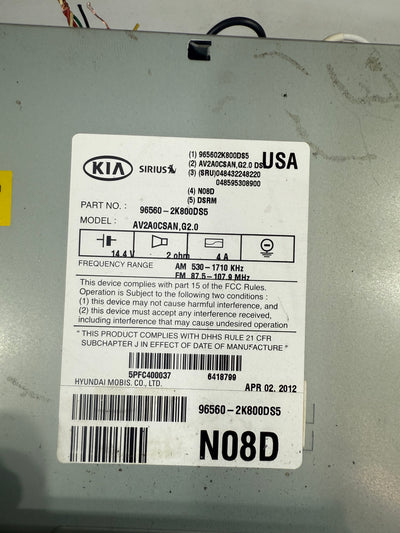 (1) 965602K800DS5
(2) AV2A0CSAN,G2.0 DS
(3) (SRU)048432248220
048595308900
(4) N08D
(5) DSRM
USA
KIA
SIRIUS
PART NO. : 96560-2K800DS5
MODEL : AV2A0CSAN,G2.0
14.4 V 2 ohm 4 A
FREQUENCY RANGE AM 530-1710 KHz
FM 87.5-107.9 MHz
This device complies with part 15 of the FCC Rules.
Operation is Subject to the following two conditions :
(1) this device may not cause harmful interference, and
(2) this device must accept any interference received,
including interference that may cause undesired operation
" THIS PRODUCT COMPLIES WITH DHHS RULE 21 CFR
SUBCHAPTER J IN EFFECT OF DATE OF MANUFACTURE "
5PFC400037 6418799
HYUNDAI MOBIS. CO., LTD. APR 02. 2012
96560-2K800DS5
N08D